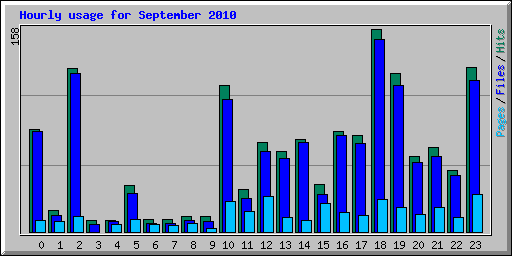 Hourly usage for September 2010
158
Pages/Files/Hits
0 1 2 3 4 5 6 7 8 9 10 11 12 13 14 15 16 17 18 19 20 21 22 23